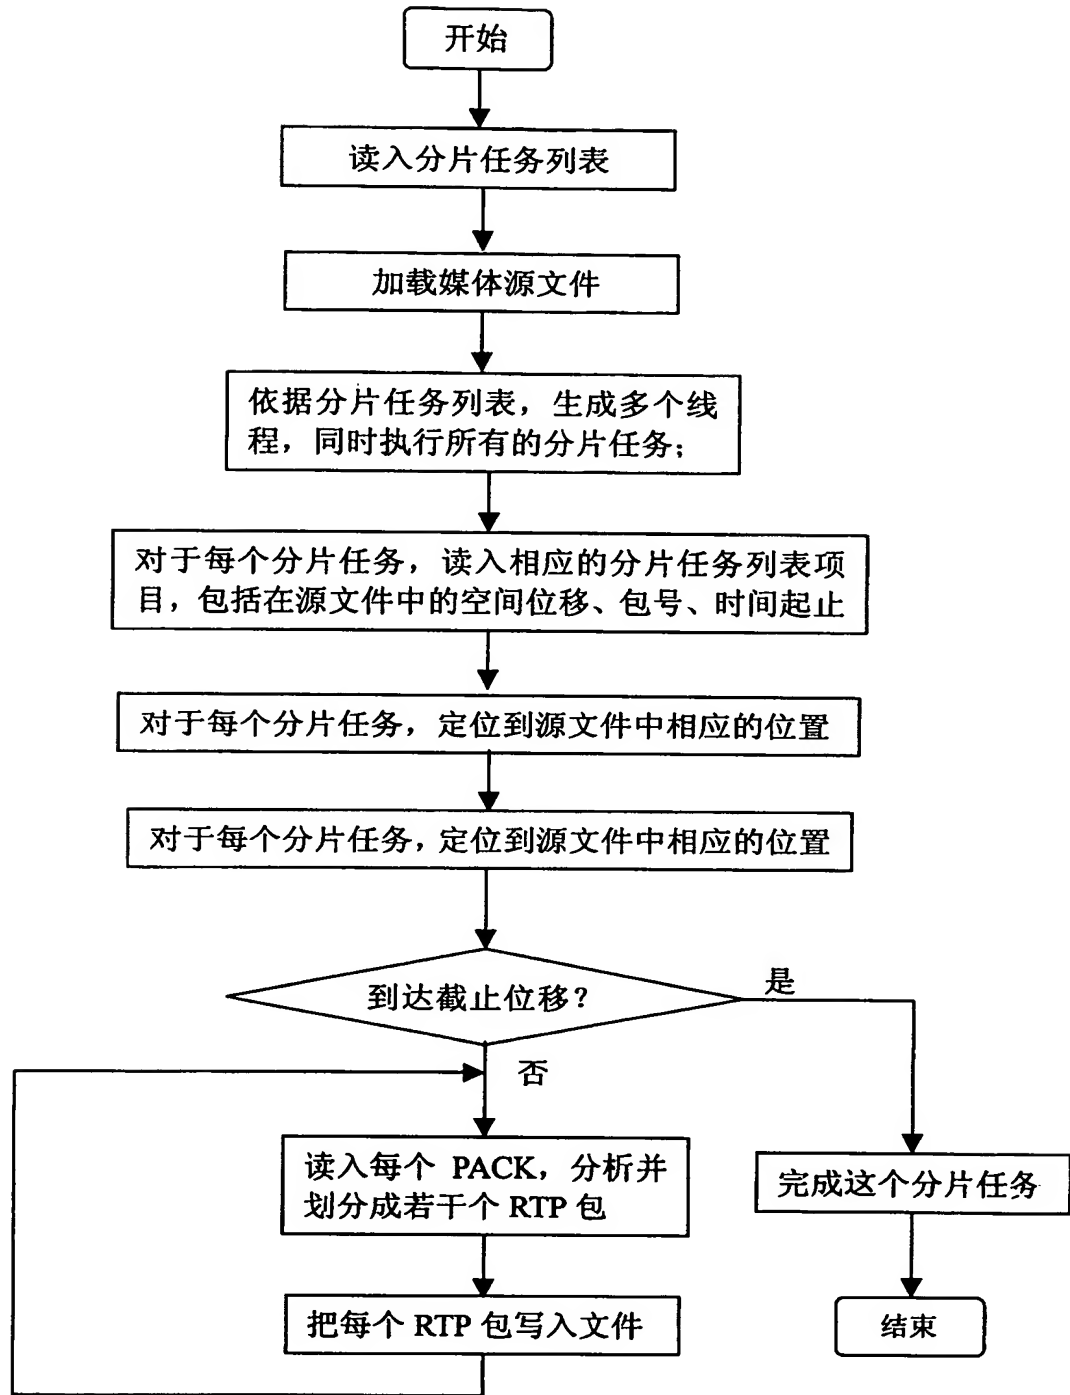 开始
读入分片任务列表
加载媒体源文件
依据分片任务列表，生成多个线
程，同时执行所有的分片任务；
对于每个分片任务，读入相应的分片任务列表项
目，包括在源文件中的空间位移、包号、时间起止
对于每个分片任务，定位到源文件中相应的位置
对于每个分片任务，定位到源文件中相应的位置
到达截止位移？
是
否
读入每个 PACK，分析并
划分成若干个 RTP 包
完成这个分片任务
把每个 RTP 包写入文件
结束